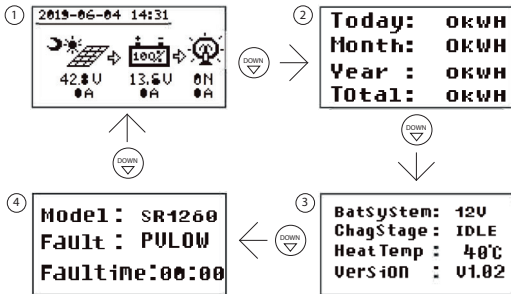 1
2019-06-04 14:31
100%
42.8V 13.6V ON
0A 0A 0A
DOWN
2
Today: 0KWH
Month: 0KWH
Year : 0KWH
Total: 0KWH
DOWN
3
BatSystem: 12V
ChagStage: IDLE
HeatTemp : 40℃
Version : V1.02
DOWN
4
Model: SR1260
Fault: PVLOW
Faultime:00:00
DOWN